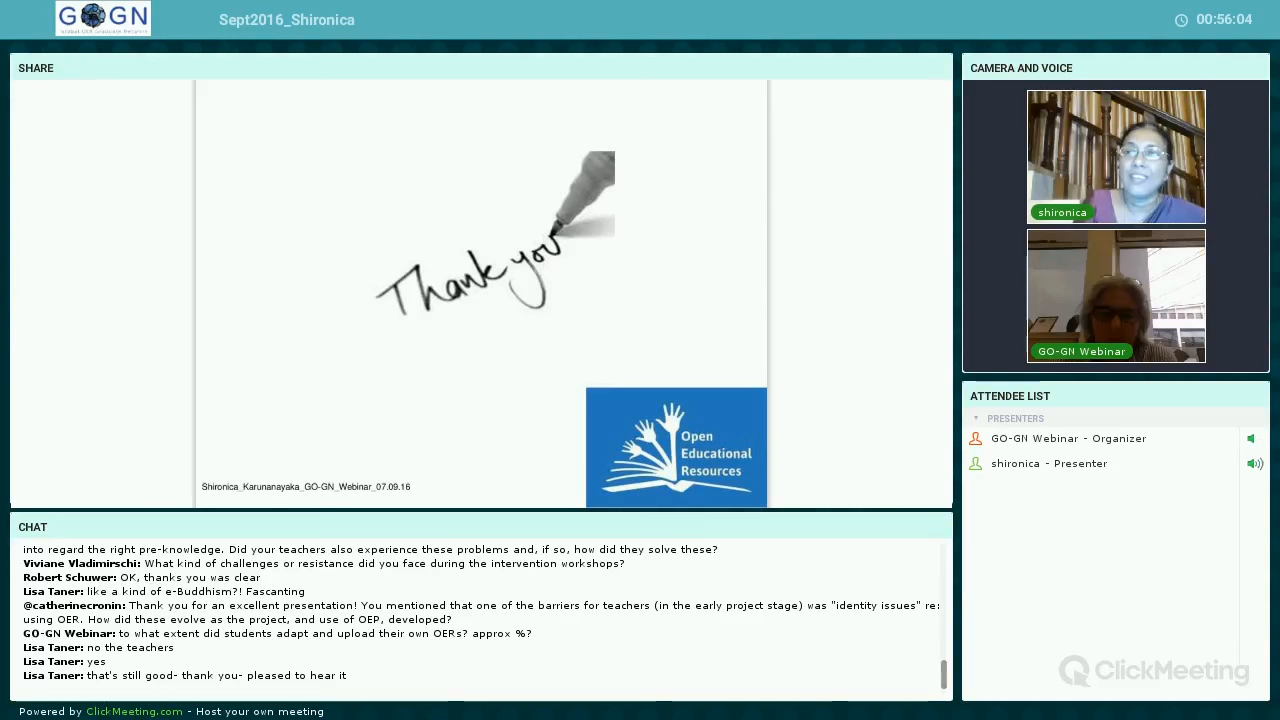 GO GN
Global OER Graduate Network
Sept2016_Shironica
00:56:04
SHARE
Thank you
Open
Educational
Resources
Shironica_Karunanayaka_GO-GN_Webinar_07.09.16
CAMERA AND VOICE
shironica
GO-GN Webinar
ATTENDEE LIST
PRESENTERS
GO-GN Webinar - Organizer
shironica - Presenter
CHAT
into regard the right pre-knowledge. Did your teachers also experience these problems and, if so, how did they solve these?
Viviane Vladimirschi: What kind of challenges or resistance did you face during the intervention workshops?
Robert Schuwer: OK, thanks you was clear
Lisa Taner: like a kind of e-Buddhism?! Fascanting
@catherinecronin: Thank you for an excellent presentation! You mentioned that one of the barriers for teachers (in the early project stage) was "identity issues" re:
using OER. How did these evolve as the project, and use of OEP, developed?
GO-GN Webinar: to what extent did students adapt and upload their own OERs? approx %?
Lisa Taner: no the teachers
Lisa Taner: yes
Lisa Taner: that's still good- thank you- pleased to hear it
ClickMeeting
Powered by ClickMeeting.com - Host your own meeting